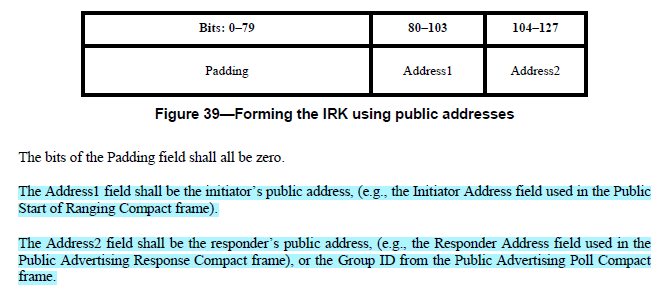 Bits: 0–79 80–103 104–127
Padding Address1 Address2
Figure 39—Forming the IRK using public addresses
The bits of the Padding field shall all be zero.
The Address1 field shall be the initiator's public address, (e.g., the Initiator Address field used in the Public
Start of Ranging Compact frame).
The Address2 field shall be the responder's public address, (e.g., the Responder Address field used in the
Public Advertising Response Compact frame), or the Group ID from the Public Advertising Poll Compact
frame.